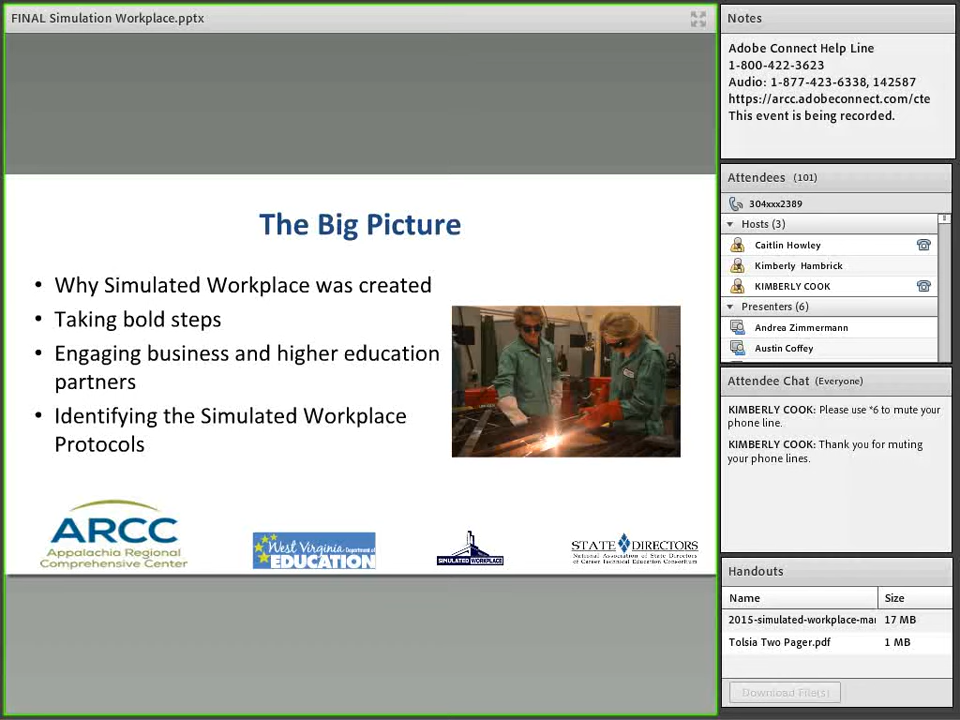 FINAL Simulation Workplace.pptx
The Big Picture
• Why Simulated Workplace was created
• Taking bold steps
• Engaging business and higher education
partners
• Identifying the Simulated Workplace
Protocols
ARCC
Appalachia Regional
Comprehensive Center
West Virginia Department of
EDUCATION
SIMULATED WORKPLACE
STATE DIRECTORS
National Association of State Directors
of Career Technical Education Consortium
Notes
Adobe Connect Help Line
1-800-422-3623
Audio: 1-877-423-6338, 142587
https://arcc.adobeconnect.com/cte
This event is being recorded.
Attendees (101)
304xxx2389
Hosts (3)
Caitlin Howley
Kimberly Hambrick
KIMBERLY COOK
Presenters (6)
Andrea Zimmermann
Austin Coffey
Attendee Chat (Everyone)
KIMBERLY COOK: Please use *6 to mute your
phone line.
KIMBERLY COOK: Thank you for muting
your phone lines.
Handouts
Name Size
2015-simulated-workplace-mar 17 MB
Tolsia Two Pager.pdf 1 MB
Download File(s)